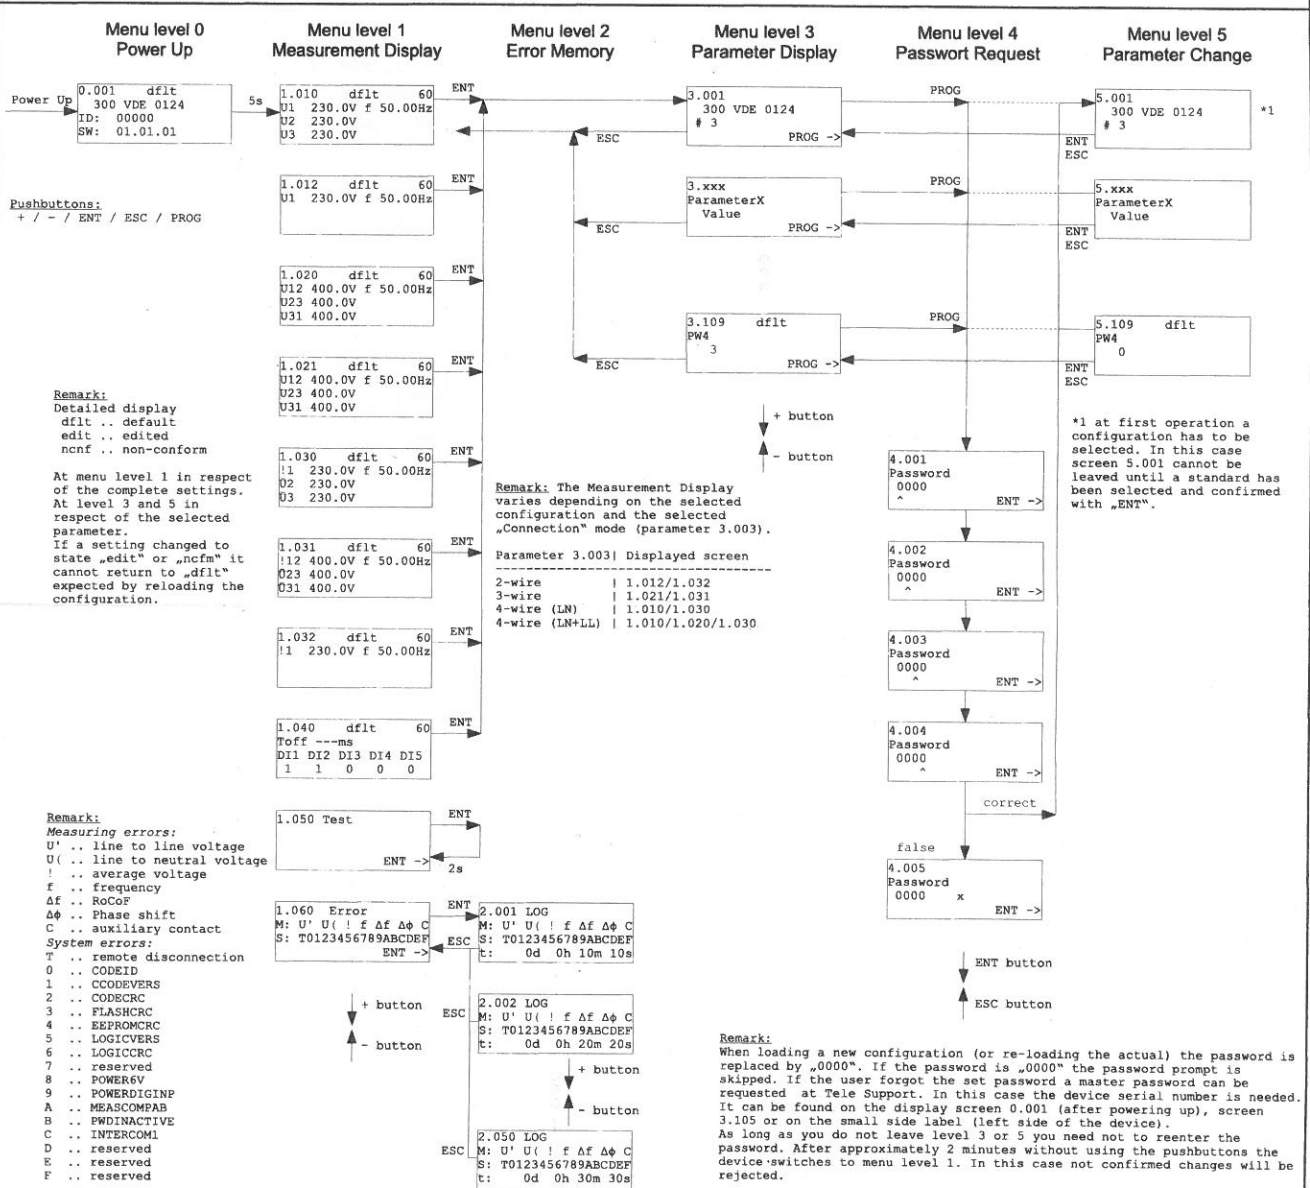 Menu level 0
Power Up
Menu level 1
Measurement Display
Menu level 2
Error Memory
Menu level 3
Parameter Display
Menu level 4
Passwort Request
Menu level 5
Parameter Change
Power Up
0.001 dflt
300 VDE 0124
ID: 00000
SW: 01.01.01
5s
1.010 dflt 60
U1 230.0V f 50.00Hz
U2 230.0V
U3 230.0V
ENT
ESC
3.001
300 VDE 0124
# 3
PROG ->
PROG
5.001
300 VDE 0124
# 3
*1
ENT
ESC
Pushbuttons:
+ / - / ENT / ESC / PROG
1.012 dflt 60
U1 230.0V f 50.00Hz
ENT
ESC
3.xxx
ParameterX
Value
PROG ->
PROG
5.xxx
ParameterX
Value
ENT
ESC
1.020 dflt 60
U12 400.0V f 50.00Hz
U23 400.0V
U31 400.0V
ENT
ESC
3.109 dflt
PW4
3
PROG ->
PROG
5.109 dflt
PW4
0
ENT
ESC
1.021 dflt 60
U12 400.0V f 50.00Hz
U23 400.0V
U31 400.0V
ENT
Remark:
Detailed display
dflt .. default
edit .. edited
ncnf .. non-conform
At menu level 1 in respect
of the complete settings.
At level 3 and 5 in
respect of the selected
parameter.
If a setting changed to
state „edit" or „ncfm" it
cannot return to „dflt"
expected by reloading the
configuration.
1.030 dflt 60
!1 230.0V f 50.00Hz
U2 230.0V
U3 230.0V
ENT
1.031 dflt 60
!12 400.0V f 50.00Hz
U23 400.0V
U31 400.0V
ENT
1.032 dflt 60
!1 230.0V f 50.00Hz
ENT
1.040 dflt 60
Toff ---ms
DI1 DI2 DI3 DI4 DI5
1 1 0 0 0
ENT
+ button
- button
Remark: The Measurement Display
varies depending on the selected
configuration and the selected
„Connection" mode (parameter 3.003).
Parameter 3.003| Displayed screen
---------------------------------------
2-wire | 1.012/1.032
3-wire | 1.021/1.031
4-wire (LN) | 1.010/1.030
4-wire (LN+LL) | 1.010/1.020/1.030
*1 at first operation a
configuration has to be
selected. In this case
screen 5.001 cannot be
leaved until a standard has
been selected and confirmed
with „ENT".
4.001
Password
0000
^
ENT ->
4.002
Password
0000
^
ENT ->
4.003
Password
0000
^
ENT ->
4.004
Password
0000
^
ENT ->
correct
false
4.005
Password
0000 x
ENT ->
ENT button
ESC button
Remark:
Measuring errors:
U' .. line to line voltage
U( .. line to neutral voltage
! .. average voltage
f .. frequency
Δf .. RoCoF
Δϕ .. Phase shift
C .. auxiliary contact
System errors:
T .. remote disconnection
0 .. CODEID
1 .. CCODEVERS
2 .. CODECRC
3 .. FLASHCRC
4 .. EEPROMCRC
5 .. LOGICVERS
6 .. LOGICCRC
7 .. reserved
8 .. POWER6V
9 .. POWERDIGINP
A .. MEASCOMPAB
B .. PWDINACTIVE
C .. INTERCOM1
D .. reserved
E .. reserved
F .. reserved
1.050 Test
ENT ->
ENT
2s
1.060 Error
M: U' U( ! f Δf Δϕ C
S: T0123456789ABCDEF
ENT ->
ENT
ESC
2.001 LOG
M: U' U( ! f Δf Δϕ C
S: T0123456789ABCDEF
t: 0d 0h 10m 10s
+ button
- button
ESC
2.002 LOG
M: U' U( ! f Δf Δϕ C
S: T0123456789ABCDEF
t: 0d 0h 20m 20s
+ button
- button
ESC
2.050 LOG
M: U' U( ! f Δf Δϕ C
S: T0123456789ABCDEF
t: 0d 0h 30m 30s
Remark:
When loading a new configuration (or re-loading the actual) the password is
replaced by „0000". If the password is „0000" the password prompt is
skipped. If the user forgot the set password a master password can be
requested at Tele Support. In this case the device serial number is needed.
It can be found on the display screen 0.001 (after powering up), screen
3.105 or on the small side label (left side of the device).
As long as you do not leave level 3 or 5 you need not to reenter the
password. After approximately 2 minutes without using the pushbuttons the
device switches to menu level 1. In this case not confirmed changes will be
rejected.